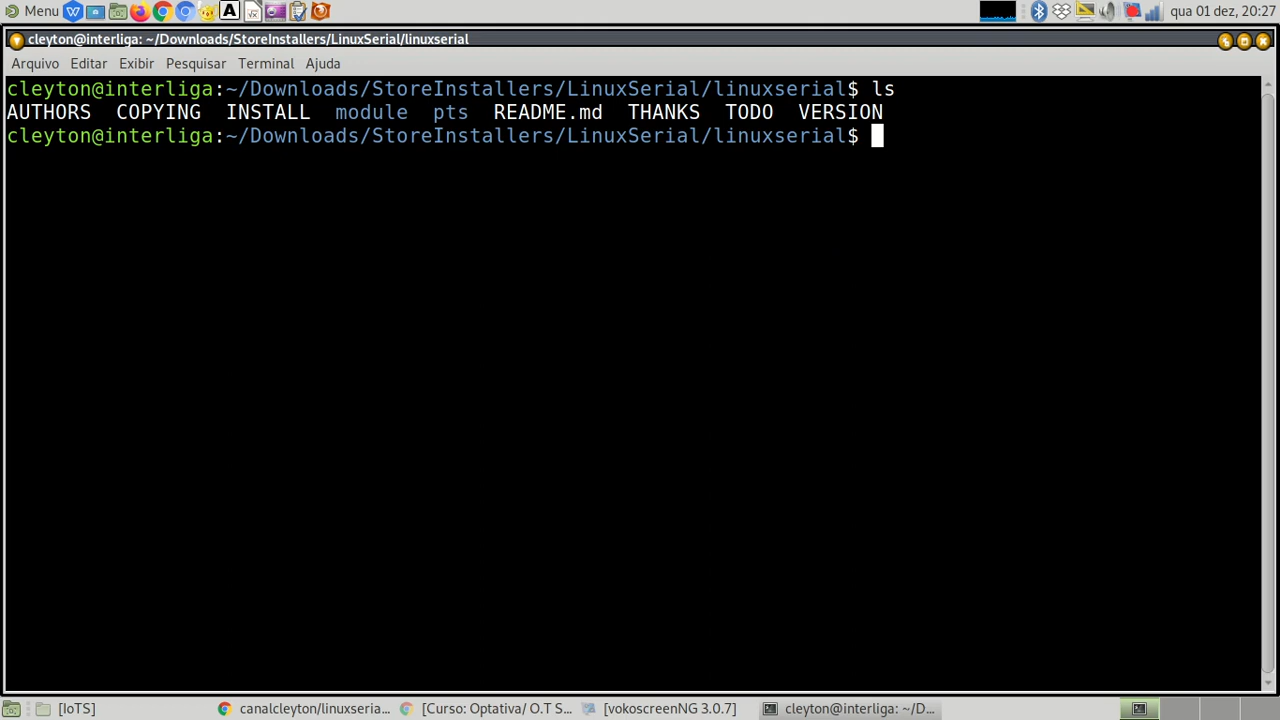 Menu
W
A
qua 01 dez, 20:27
cleyton@interliga: ~/Downloads/StoreInstallers/LinuxSerial/linuxserial
Arquivo Editar Exibir Pesquisar Terminal Ajuda
cleyton@interliga:~/Downloads/StoreInstallers/LinuxSerial/linuxserial$ ls
AUTHORS COPYING INSTALL module pts README.md THANKS TODO VERSION
cleyton@interliga:~/Downloads/StoreInstallers/LinuxSerial/linuxserial$
[IoTS] canalcleyton/linuxseria... [Curso: Optativa/ O.T S... [vokoscreenNG 3.0.7] cleyton@interliga: ~/D...